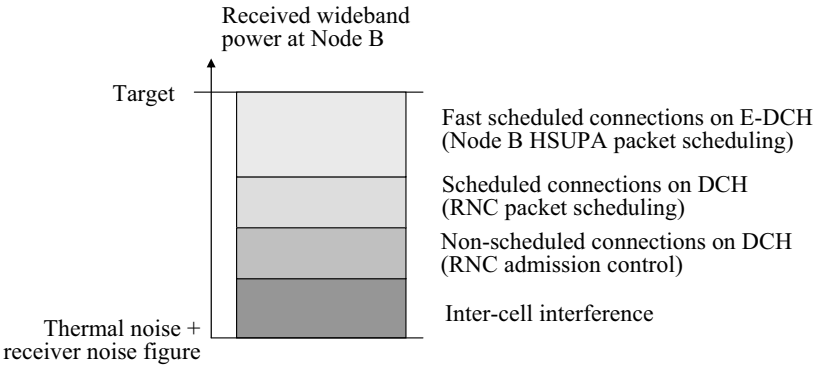 Received wideband
power at Node B
Target
Fast scheduled connections on E-DCH
(Node B HSUPA packet scheduling)
Scheduled connections on DCH
(RNC packet scheduling)
Non-scheduled connections on DCH
(RNC admission control)
Inter-cell interference
Thermal noise +
receiver noise figure